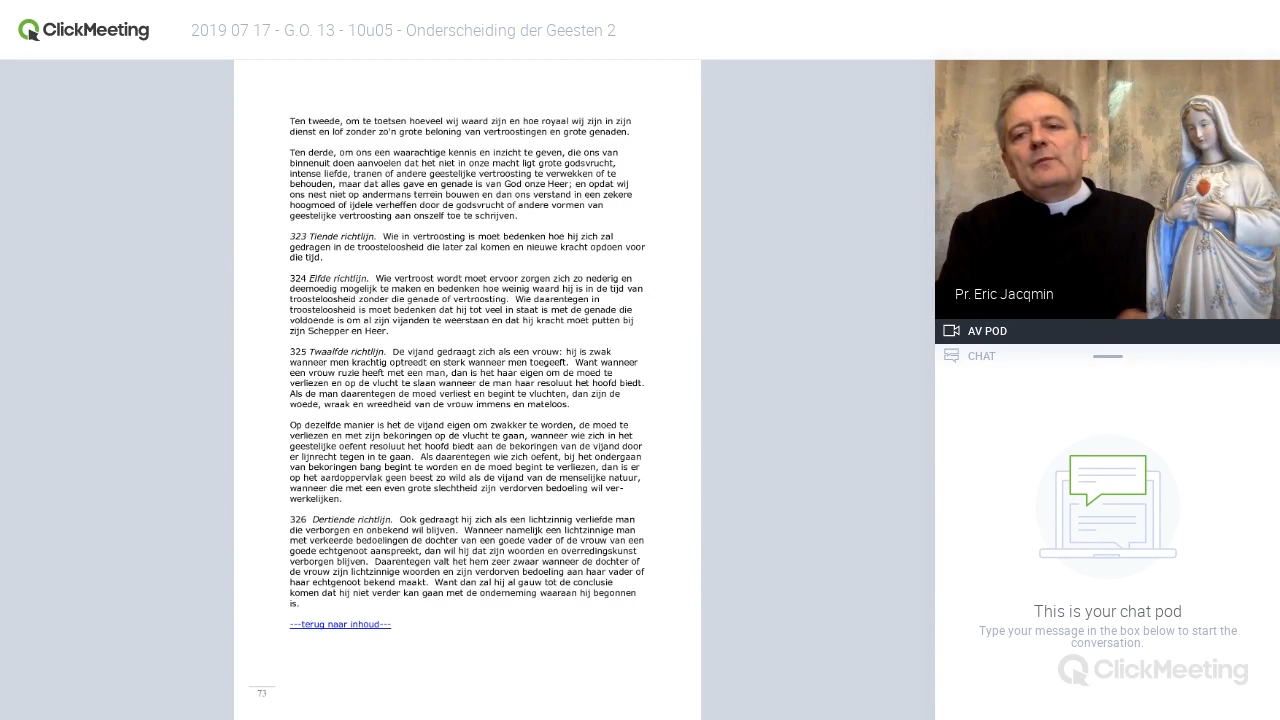 ClickMeeting
2019 07 17 - G.O. 13 - 10u05 - Onderscheiding der Geesten 2
Ten tweede, om te toetsen hoeveel wij waard zijn en hoe royaal wij zijn in zijn
dienst en lof zonder zo'n grote beloning van vertroostingen en grote genaden.
Ten derde, om ons een waarachtige kennis en inzicht te geven, die ons van
binnenuit doen aanvoelen dat het niet in onze macht ligt grote godsvrucht,
intense liefde, tranen of andere geestelijke vertroosting te verwekken of te
behouden, maar dat alles gave en genade is van God onze Heer; en opdat wij
ons nest niet op andermans terrein bouwen en dan ons verstand in een zekere
hoogmoed of ijdele verheffen door de godsvrucht of andere vormen van
geestelijke vertroosting aan onszelf toe te schrijven.
323 Tiende richtlijn.  Wie in vertroosting is moet bedenken hoe hij zich zal
gedragen in de troosteloosheid die later zal komen en nieuwe kracht opdoen voor
die tijd.
324 Elfde richtlijn.  Wie vertroost wordt moet ervoor zorgen zich zo nederig en
deemoedig mogelijk te maken en bedenken hoe weinig waard hij is in de tijd van
troosteloosheid zonder die genade of vertroosting.  Wie daarentegen in
troosteloosheid is moet bedenken dat hij tot veel in staat is met de genade die
voldoende is om al zijn vijanden te weerstaan en dat hij kracht moet putten bij
zijn Schepper en Heer.
325 Twaalfde richtlijn.  De vijand gedraagt zich als een vrouw: hij is zwak
wanneer men krachtig optreedt en sterk wanneer men toegeeft.  Want wanneer
een vrouw ruzie heeft met een man, dan is het haar eigen om de moed te
verliezen en op de vlucht te slaan wanneer de man haar resoluut het hoofd biedt.
Als de man daarentegen de moed verliest en begint te vluchten, dan zijn de
woede, wraak en wreedheid van de vrouw immens en mateloos.
Op dezelfde manier is het de vijand eigen om zwakker te worden, de moed te
verliezen en met zijn bekoringen op de vlucht te gaan, wanneer wie zich in het
geestelijke oefent resoluut het hoofd biedt aan de bekoringen van de vijand door
er lijnrecht tegen in te gaan.  Als daarentegen wie zich oefent, bij het ondergaan
van bekoringen bang begint te worden en de moed begint te verliezen, dan is er
op het aardoppervlak geen beest zo wild als de vijand van de menselijke natuur,
wanneer die met een even grote slechtheid zijn verdorven bedoeling wil ver-
werkelijken.
326  Dertiende richtlijn.  Ook gedraagt hij zich als een lichtzinnig verliefde man
die verborgen en onbekend wil blijven.  Wanneer namelijk een lichtzinnige man
met verkeerde bedoelingen de dochter van een goede vader of de vrouw van een
goede echtgenoot aanspreekt, dan wil hij dat zijn woorden en overredingskunst
verborgen blijven.  Daarentegen valt het hem zeer zwaar wanneer de dochter of
de vrouw zijn lichtzinnige woorden en zijn verdorven bedoeling aan haar vader of
haar echtgenoot bekend maakt.  Want dan zal hij al gauw tot de conclusie
komen dat hij niet verder kan gaan met de onderneming waaraan hij begonnen
is.
---terug naar inhoud---
73
Pr. Eric Jacqmin
AV POD
CHAT
This is your chat pod
Type your message in the box below to start the
conversation.
ClickMeeting